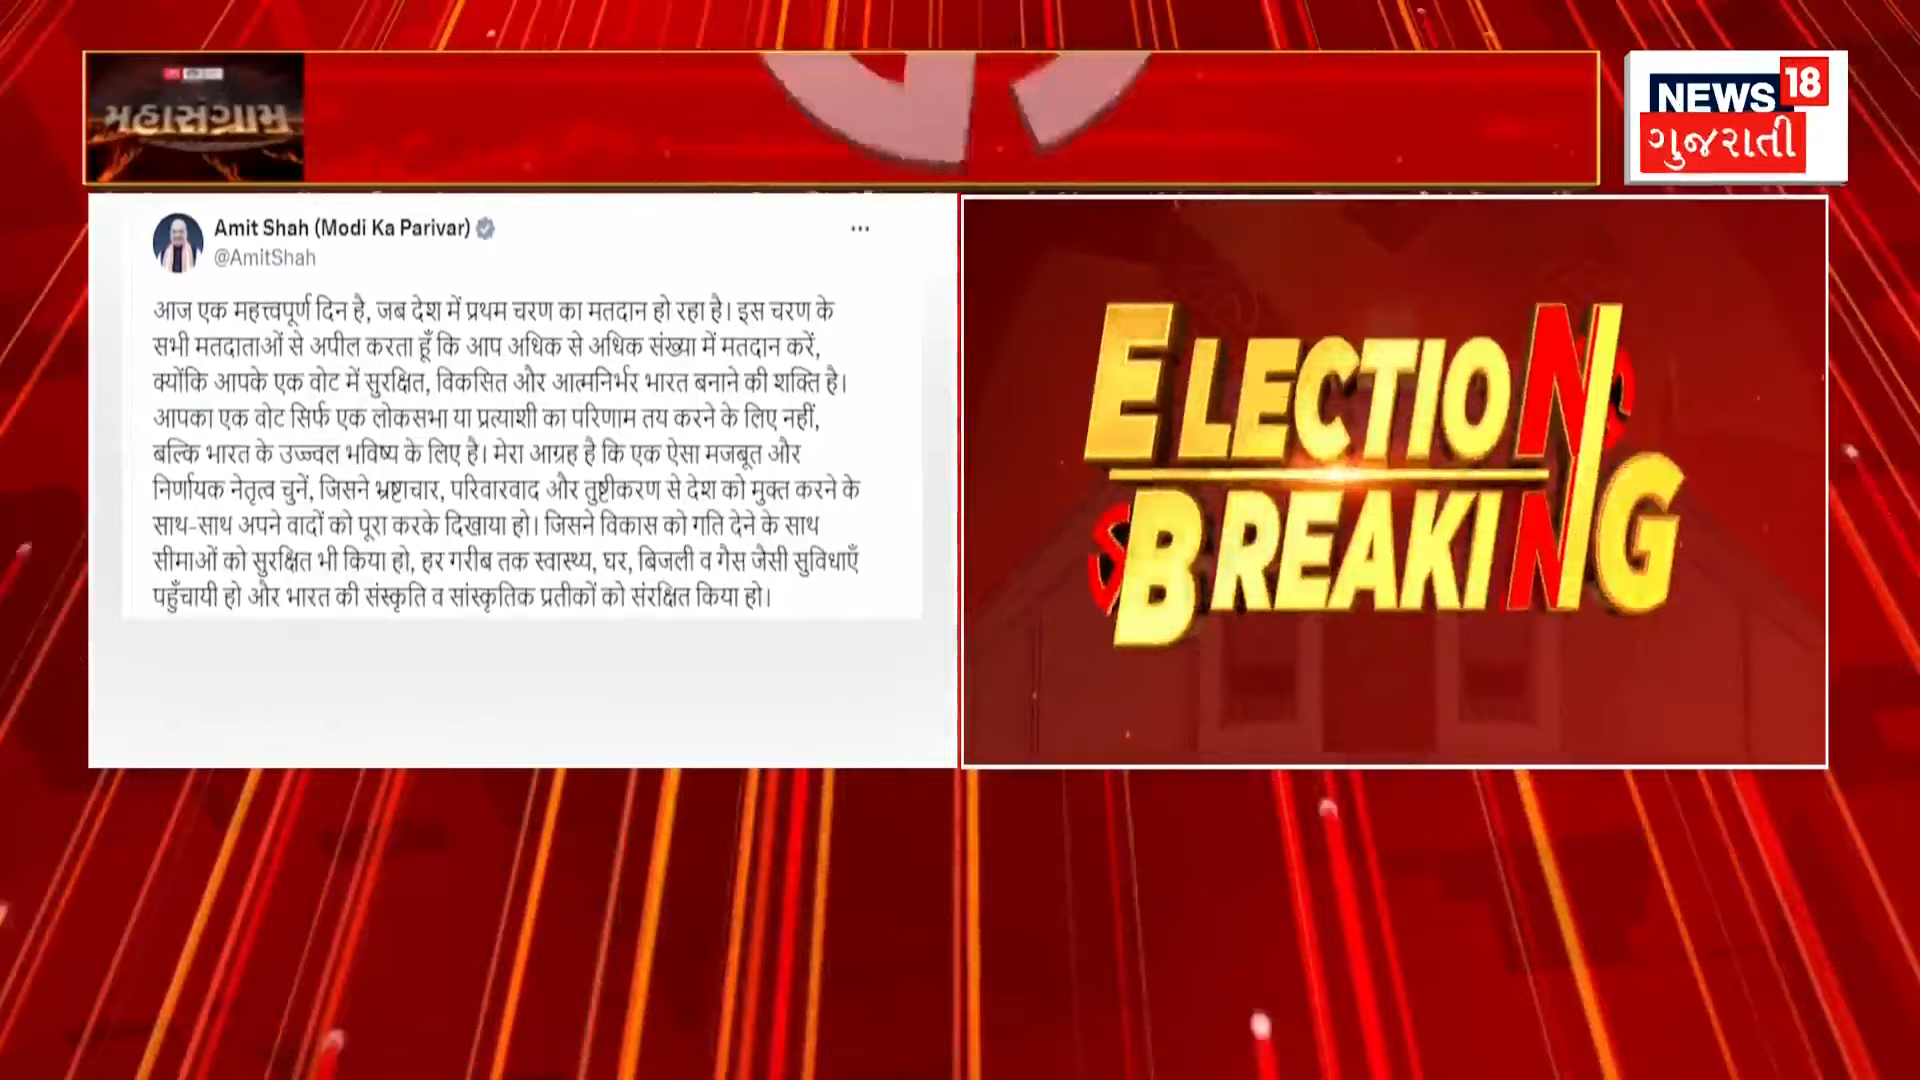 મહાસંગ્રામ
NEWS 18
ગુજરાતી
Amit Shah (Modi Ka Parivar)
@AmitShah
आज एक महत्त्वपूर्ण दिन है, जब देश में प्रथम चरण का मतदान हो रहा है। इस चरण के
सभी मतदाताओं से अपील करता हूँ कि आप अधिक से अधिक संख्या में मतदान करें,
क्योंकि आपके एक वोट में सुरक्षित, विकसित और आत्मनिर्भर भारत बनाने की शक्ति है।
आपका एक वोट सिर्फ एक लोकसभा या प्रत्याशी का परिणाम तय करने के लिए नहीं,
बल्कि भारत के उज्ज्वल भविष्य के लिए है। मेरा आग्रह है कि एक ऐसा मजबूत और
निर्णायक नेतृत्व चुनें, जिसने भ्रष्टाचार, परिवारवाद और तुष्टीकरण से देश को मुक्त करने के
साथ-साथ अपने वादों को पूरा करके दिखाया हो। जिसने विकास को गति देने के साथ
सीमाओं को सुरक्षित भी किया हो, हर गरीब तक स्वास्थ्य, घर, बिजली व गैस जैसी सुविधाएँ
पहुँचायी हो और भारत की संस्कृति व सांस्कृतिक प्रतीकों को संरक्षित किया हो।
ELECTION
BREAKING